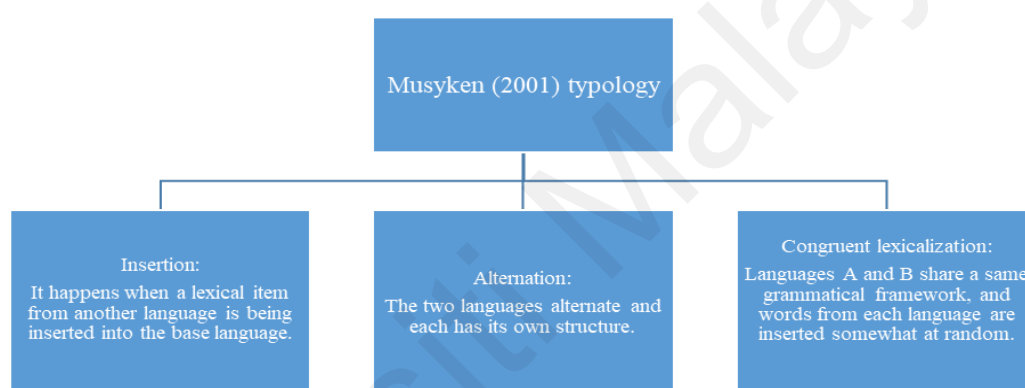 Musyken (2001) typology
Insertion:
It happens when a lexical item
from another language is being
inserted into the base language.
Alternation:
The two languages alternate and
each has its own structure.
Congruent lexicalization:
Languages A and B share a same
grammatical framework, and
words from each language are
inserted somewhat at random.